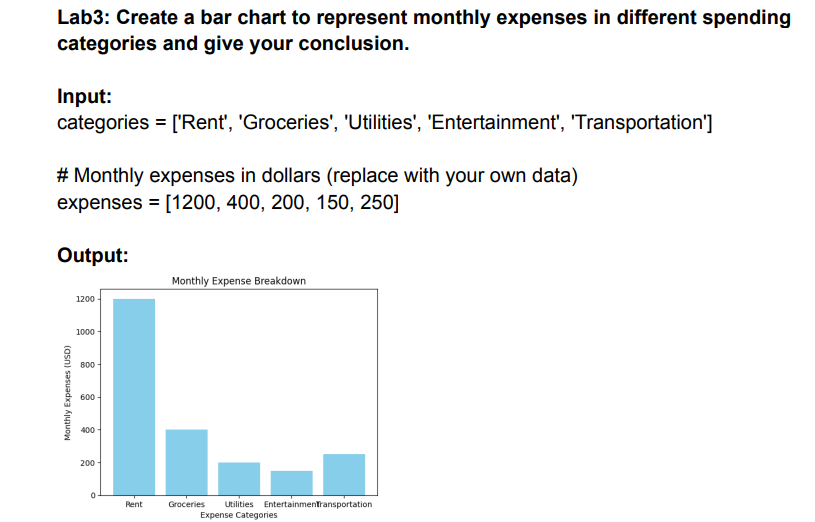 Lab3: Create a bar chart to represent monthly expenses in different spending
categories and give your conclusion.
Input:
categories = ['Rent', 'Groceries', 'Utilities', 'Entertainment', 'Transportation']
# Monthly expenses in dollars (replace with your own data)
expenses = [1200, 400, 200, 150, 250]
Output:
Monthly Expense Breakdown
Monthly Expenses (USD)
1200
1000
800
600
400
200
0
Rent Groceries Utilities Entertainment Transportation
Expense Categories